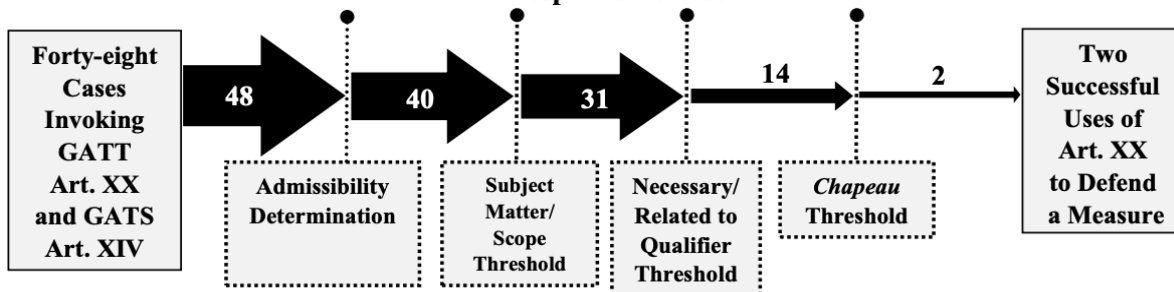 Forty-eight
Cases
Invoking
GATT
Art. XX
and GATS
Art. XIV
48
40
31
14
2
Admissibility
Determination
Subject
Matter/
Scope
Threshold
Necessary/
Related to
Qualifier
Threshold
Chapeau
Threshold
Two
Successful
Uses of
Art. XX
to Defend
a Measure